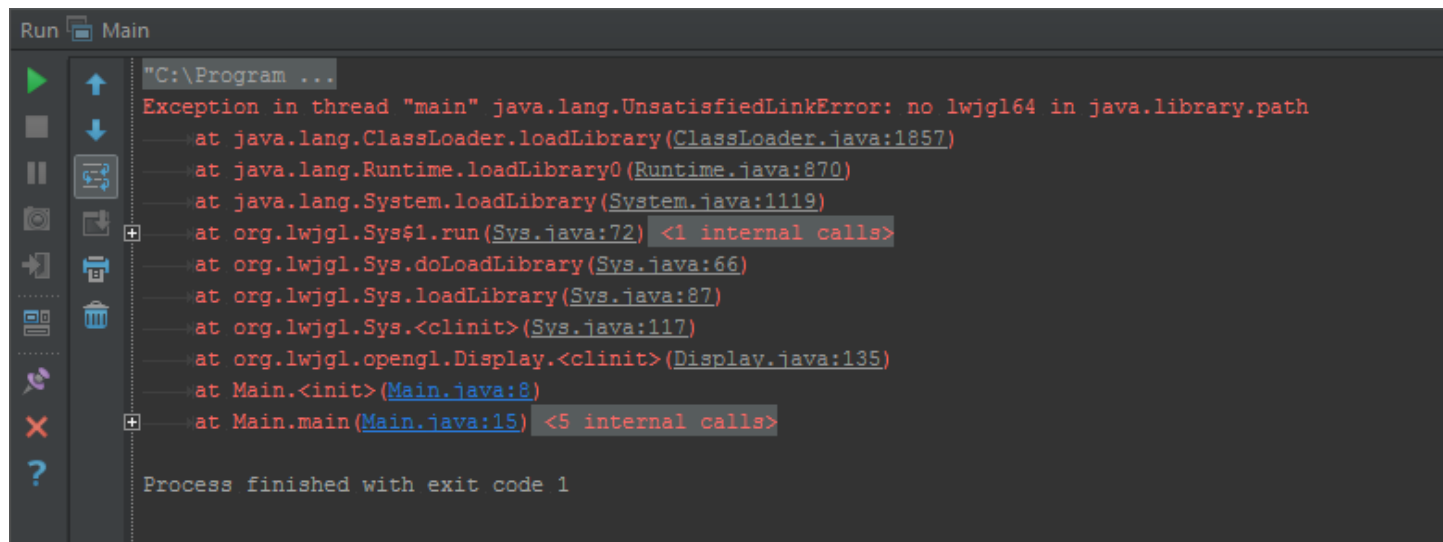 Run Main
"C:\Program ...
Exception in thread "main" java.lang.UnsatisfiedLinkError: no lwjgl64 in java.library.path
at java.lang.ClassLoader.loadLibrary(ClassLoader.java:1857)
at java.lang.Runtime.loadLibrary0(Runtime.java:870)
at java.lang.System.loadLibrary(System.java:1119)
at org.lwjgl.Sys$1.run(Sys.java:72) <1 internal calls>
at org.lwjgl.Sys.doLoadLibrary(Sys.java:66)
at org.lwjgl.Sys.loadLibrary(Sys.java:87)
at org.lwjgl.Sys.<clinit>(Sys.java:117)
at org.lwjgl.opengl.Display.<clinit>(Display.java:135)
at Main.<init>(Main.java:8)
at Main.main(Main.java:15) <5 internal calls>
Process finished with exit code 1